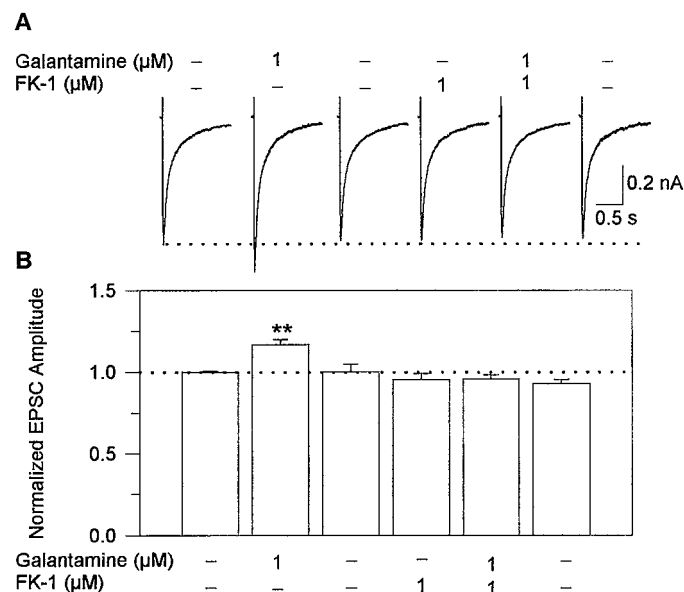 A
Galantamine (µM) – 1 – – 1 –
FK-1 (µM) – – – 1 1 –
0.2 nA
0.5 s
B
Normalized EPSC Amplitude
1.5
**
1.0
0.5
0.0
Galantamine (µM) – 1 – – 1 –
FK-1 (µM) – – – 1 1 –